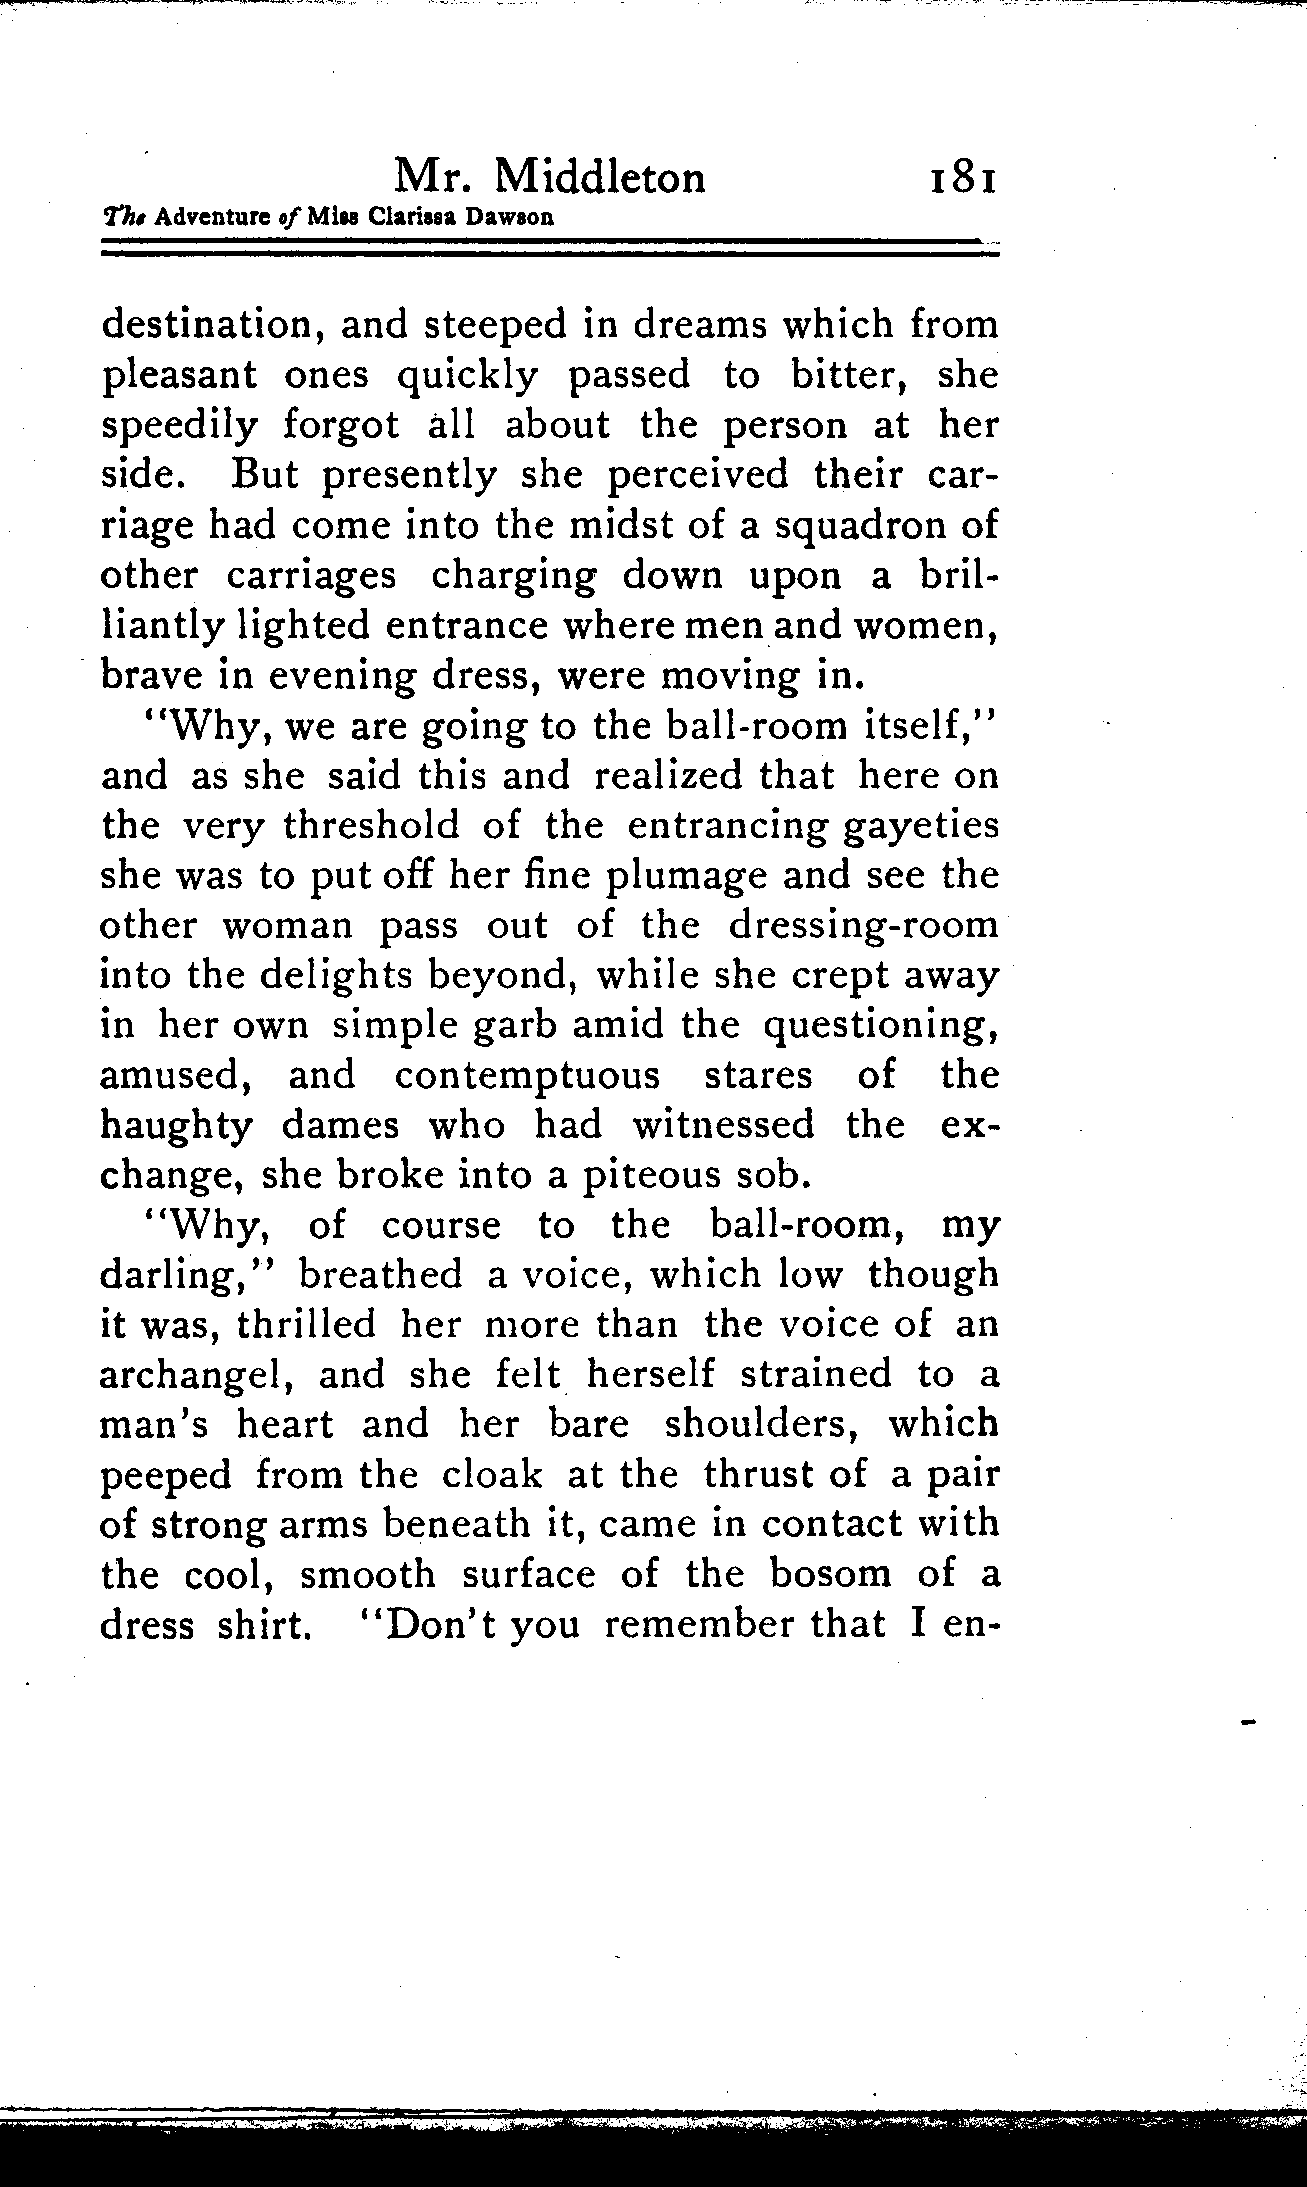 Mr. Middleton 181
The Adventure of Miss Clarissa Dawson
destination, and steeped in dreams which from
pleasant ones quickly passed to bitter, she
speedily forgot all about the person at her
side. But presently she perceived their car-
riage had come into the midst of a squadron of
other carriages charging down upon a bril-
liantly lighted entrance where men and women,
brave in evening dress, were moving in.
"Why, we are going to the ball-room itself,"
and as she said this and realized that here on
the very threshold of the entrancing gayeties
she was to put off her fine plumage and see the
other woman pass out of the dressing-room
into the delights beyond, while she crept away
in her own simple garb amid the questioning,
amused, and contemptuous stares of the
haughty dames who had witnessed the ex-
change, she broke into a piteous sob.
"Why, of course to the ball-room, my
darling," breathed a voice, which low though
it was, thrilled her more than the voice of an
archangel, and she felt herself strained to a
man's heart and her bare shoulders, which
peeped from the cloak at the thrust of a pair
of strong arms beneath it, came in contact with
the cool, smooth surface of the bosom of a
dress shirt. "Don't you remember that I en-